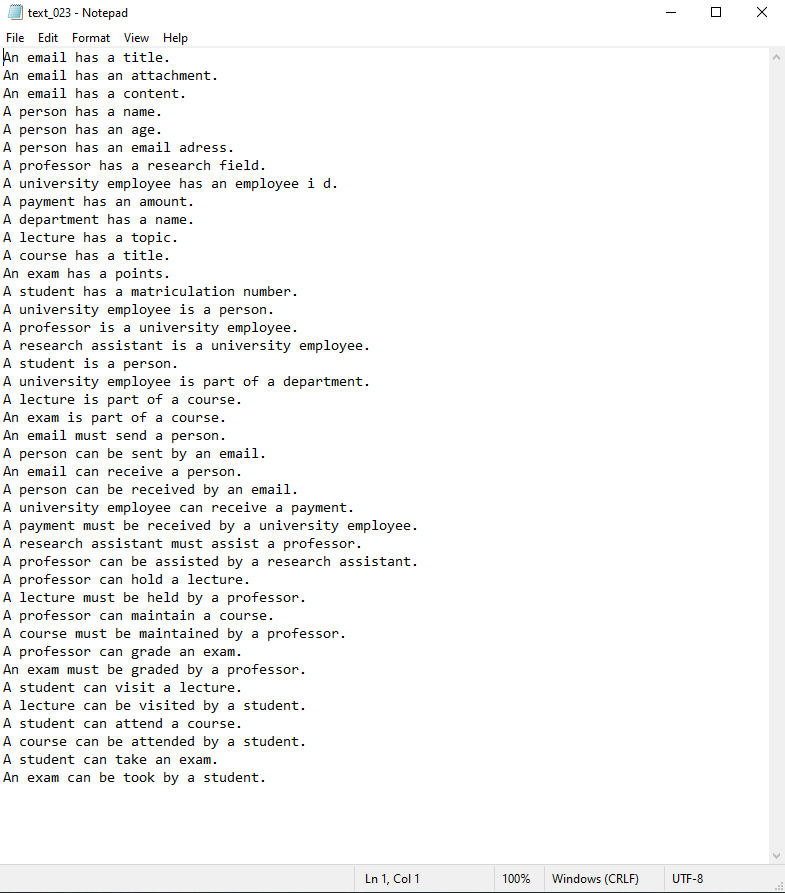 text_023 - Notepad
File Edit Format View Help
An email has a title.
An email has an attachment.
An email has a content.
A person has a name.
A person has an age.
A person has an email adress.
A professor has a research field.
A university employee has an employee i d.
A payment has an amount.
A department has a name.
A lecture has a topic.
A course has a title.
An exam has a points.
A student has a matriculation number.
A university employee is a person.
A professor is a university employee.
A research assistant is a university employee.
A student is a person.
A university employee is part of a department.
A lecture is part of a course.
An exam is part of a course.
An email must send a person.
A person can be sent by an email.
An email can receive a person.
A person can be received by an email.
A university employee can receive a payment.
A payment must be received by a university employee.
A research assistant must assist a professor.
A professor can be assisted by a research assistant.
A professor can hold a lecture.
A lecture must be held by a professor.
A professor can maintain a course.
A course must be maintained by a professor.
A professor can grade an exam.
An exam must be graded by a professor.
A student can visit a lecture.
A lecture can be visited by a student.
A student can attend a course.
A course can be attended by a student.
A student can take an exam.
An exam can be took by a student.
Ln 1, Col 1 100% Windows (CRLF) UTF-8